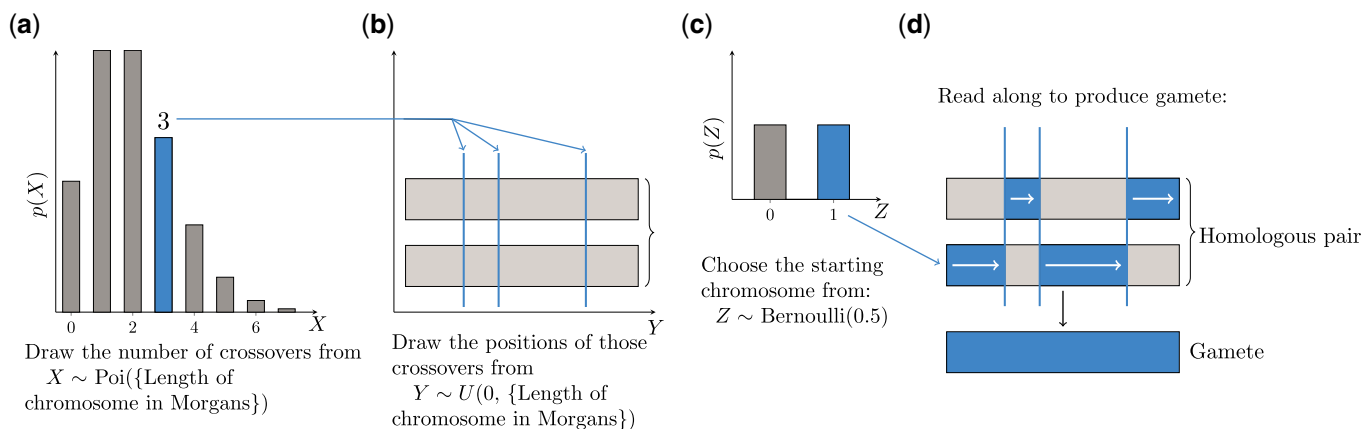 (a)
p(X)
3
0
2
4
6
X
Draw the number of crossovers from
X ∼ Poi({Length of
chromosome in Morgans})
(b)
Y
Draw the positions of those
crossovers from
Y ∼ U(0, {Length of
chromosome in Morgans})
(c)
p(Z)
0
1
Z
Choose the starting
chromosome from:
Z ∼ Bernoulli(0.5)
(d)
Read along to produce gamete:
Homologous pair
Gamete